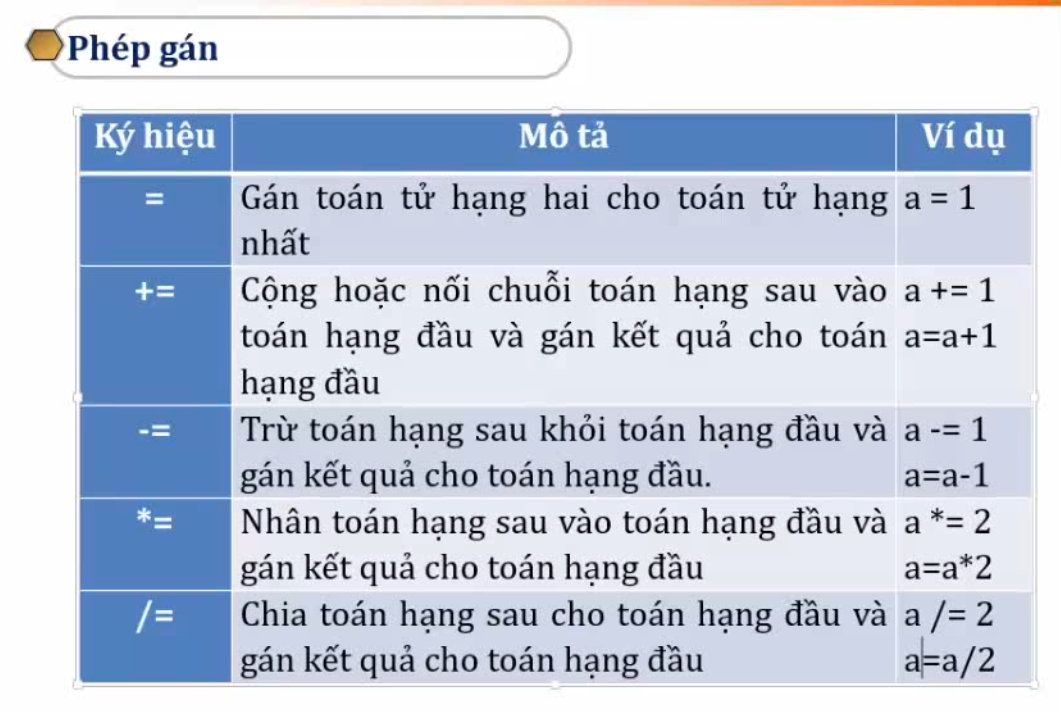 Phép gán
Ký hiệu Mô tả Ví dụ
= Gán toán tử hạng hai cho toán tử hạng a = 1
nhất
+= Cộng hoặc nối chuỗi toán hạng sau vào a += 1
toán hạng đầu và gán kết quả cho toán a=a+1
hạng đầu
-= Trừ toán hạng sau khỏi toán hạng đầu và a -= 1
gán kết quả cho toán hạng đầu. a=a-1
*= Nhân toán hạng sau vào toán hạng đầu và a *= 2
gán kết quả cho toán hạng đầu a=a*2
/= Chia toán hạng sau cho toán hạng đầu và a /= 2
gán kết quả cho toán hạng đầu a=a/2